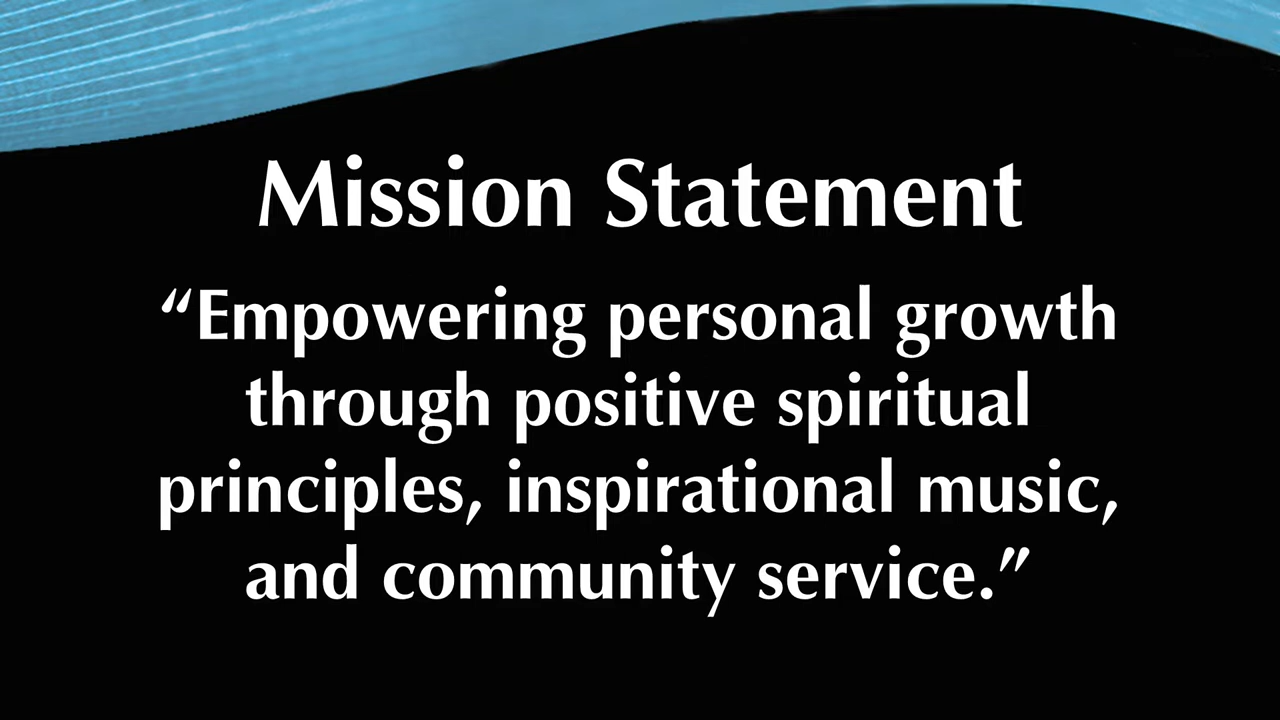 Mission Statement
“Empowering personal growth
through positive spiritual
principles, inspirational music,
and community service.”